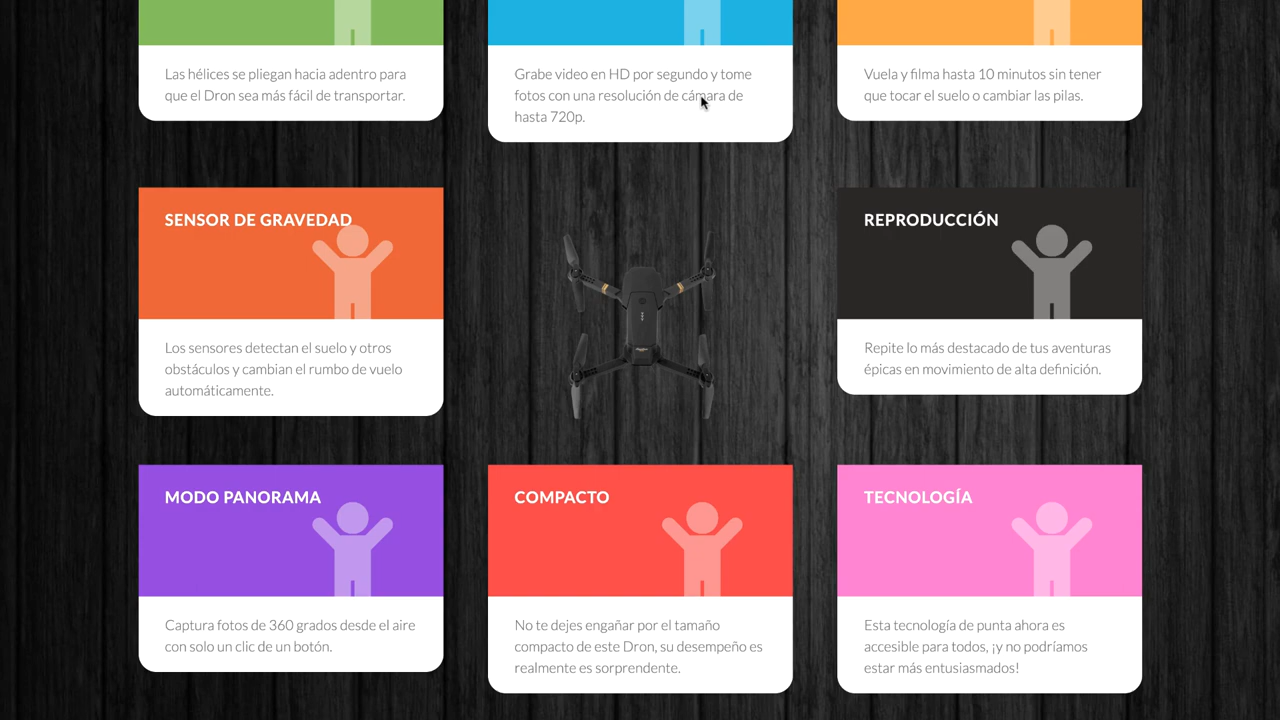 Las hélices se pliegan hacia adentro para
que el Dron sea más fácil de transportar.
Grabe video en HD por segundo y tome
fotos con una resolución de cámara de
hasta 720p.
Vuela y filma hasta 10 minutos sin tener
que tocar el suelo o cambiar las pilas.
SENSOR DE GRAVEDAD
Los sensores detectan el suelo y otros
obstáculos y cambian el rumbo de vuelo
automáticamente.
REPRODUCCIÓN
Repite lo más destacado de tus aventuras
épicas en movimiento de alta definición.
MODO PANORAMA
Captura fotos de 360 grados desde el aire
con solo un clic de un botón.
COMPACTO
No te dejes engañar por el tamaño
compacto de este Dron, su desempeño es
realmente es sorprendente.
TECNOLOGÍA
Esta tecnología de punta ahora es
accesible para todos, ¡y no podríamos
estar más entusiasmados!